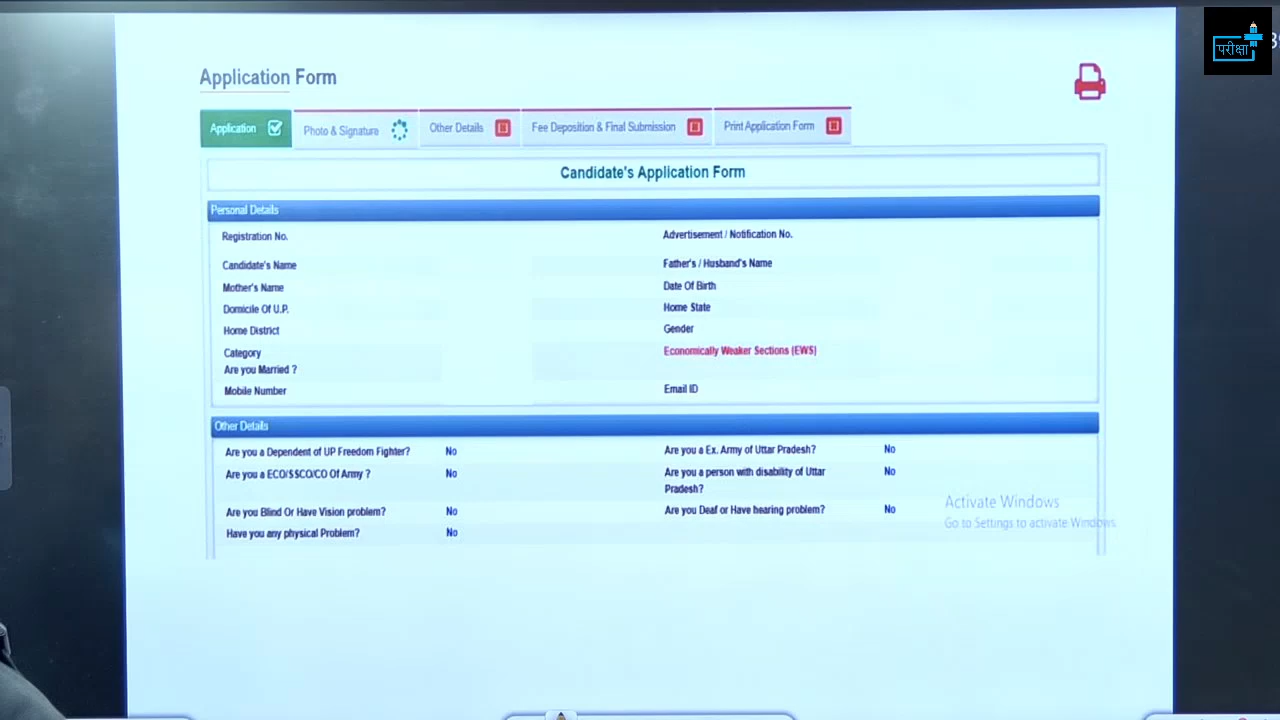 परीक्षा
Application Form
Application
Photo & Signature
Other Details
Fee Deposition & Final Submission
Print Application Form
Candidate's Application Form
Personal Details
Registration No. Advertisement / Notification No.
Candidate's Name Father's / Husband's Name
Mother's Name Date Of Birth
Domicile Of U.P. Home State
Home District Gender
Category Economically Weaker Sections (EWS)
Are you Married ?
Mobile Number Email ID
Other Details
Are you a Dependent of UP Freedom Fighter? No Are you a Ex. Army of Uttar Pradesh? No
Are you a ECO/SSCO/CO Of Army ? No Are you a person with disability of Uttar Pradesh? No
Are you Blind Or Have Vision problem? No Are you Deaf or Have hearing problem? No
Have you any physical Problem? No
Activate Windows
Go to Settings to activate Windows.